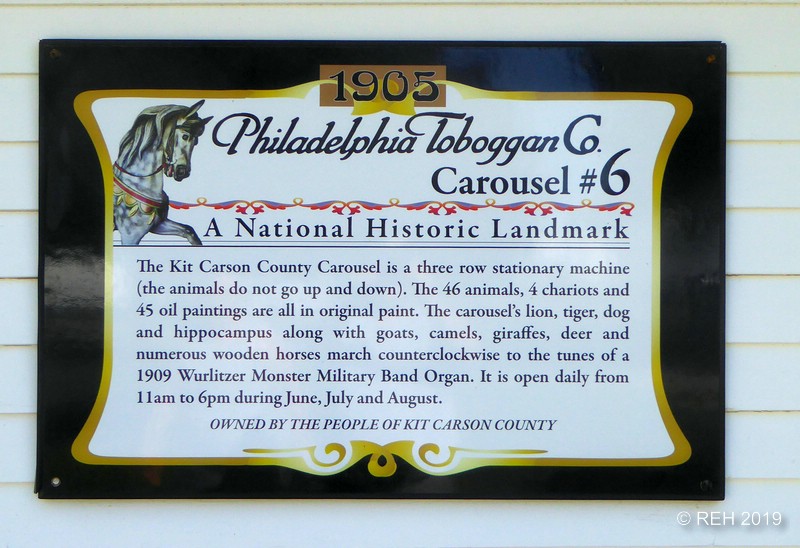 1905
Philadelphia Toboggan Co.
Carousel #6
A National Historic Landmark
The Kit Carson County Carousel is a three row stationary machine
(the animals do not go up and down). The 46 animals, 4 chariots and
45 oil paintings are all in original paint. The carousel's lion, tiger, dog
and hippocampus along with goats, camels, giraffes, deer and
numerous wooden horses march counterclockwise to the tunes of a
1909 Wurlitzer Monster Military Band Organ. It is open daily from
11am to 6pm during June, July and August.
OWNED BY THE PEOPLE OF KIT CARSON COUNTY
© REH 2019